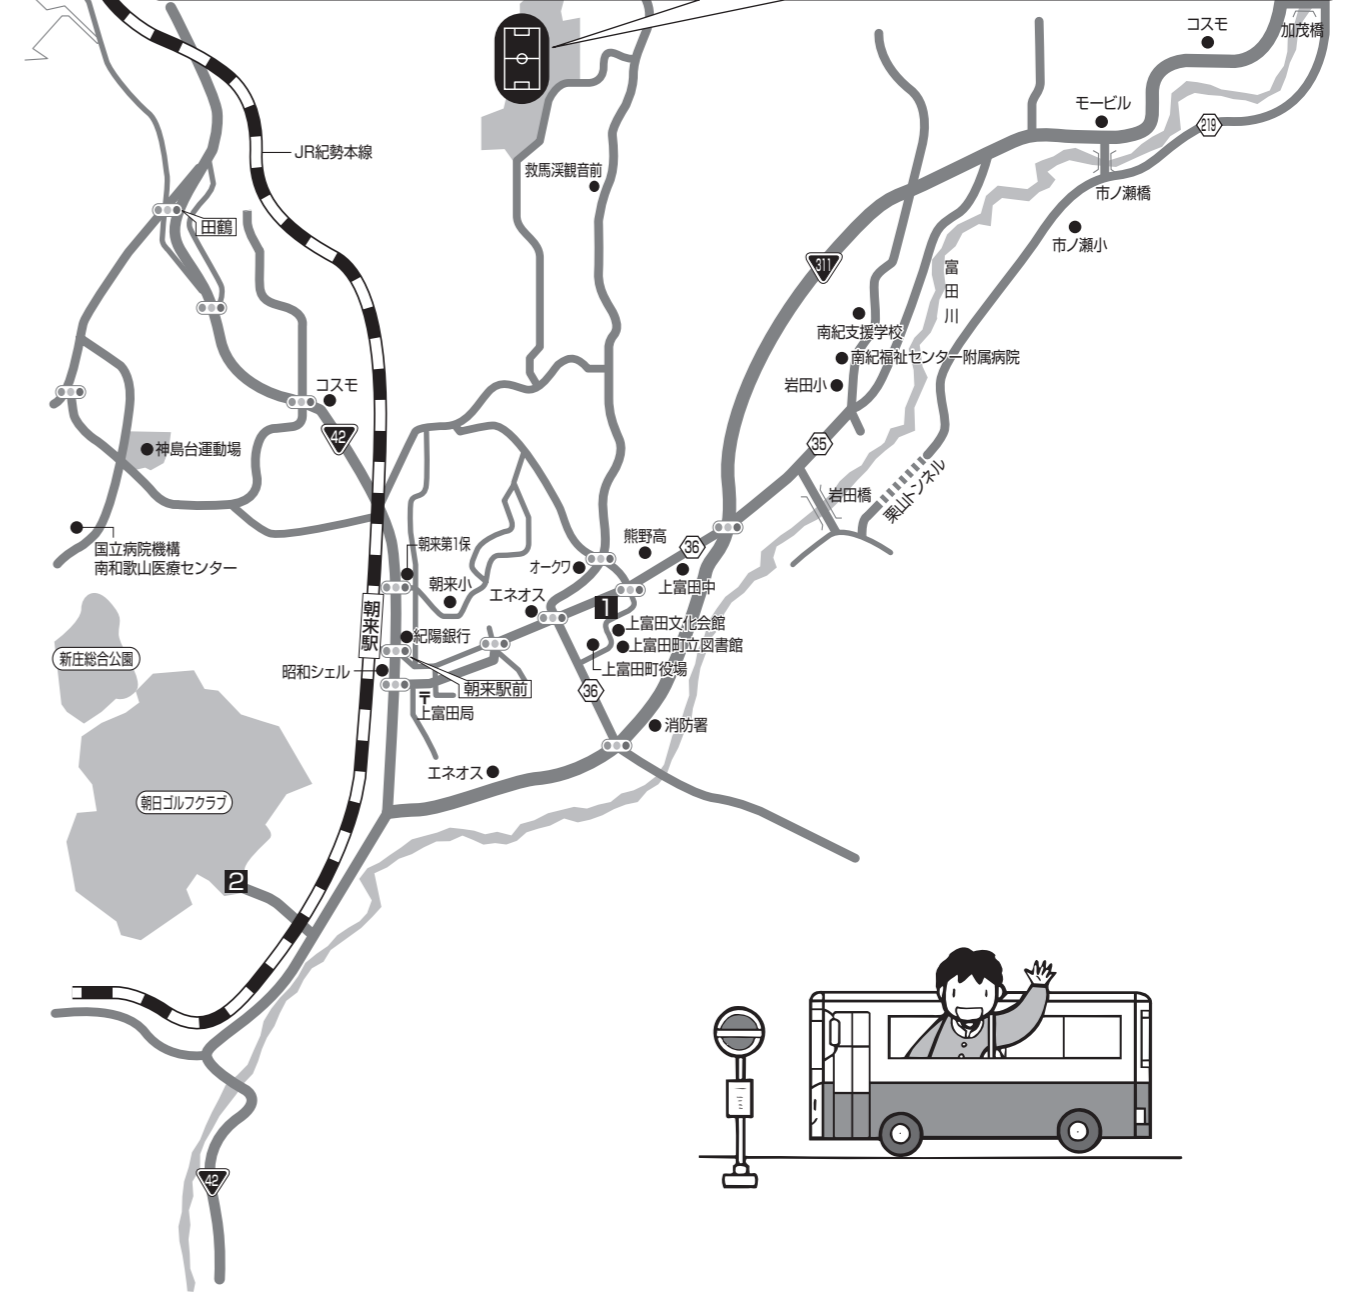 コスモ
加茂橋
モービル
219
JR紀勢本線
救馬渓観音前
市ノ瀬橋
田鶴
市ノ瀬小
311
富田川
南紀支援学校
南紀福祉センター附属病院
岩田小
コスモ
42
35
神島台運動場
岩田橋
栗山トンネル
国立病院機構
南和歌山医療センター
朝来第1保
熊野高
36
オークワ
上富田中
朝来小
エネオス
1
朝来駅
紀陽銀行
上富田文化会館
上富田町立図書館
新庄総合公園
昭和シェル
上富田町役場
朝来駅前
36
〒
上富田局
消防署
エネオス
朝日ゴルフクラブ
2
42